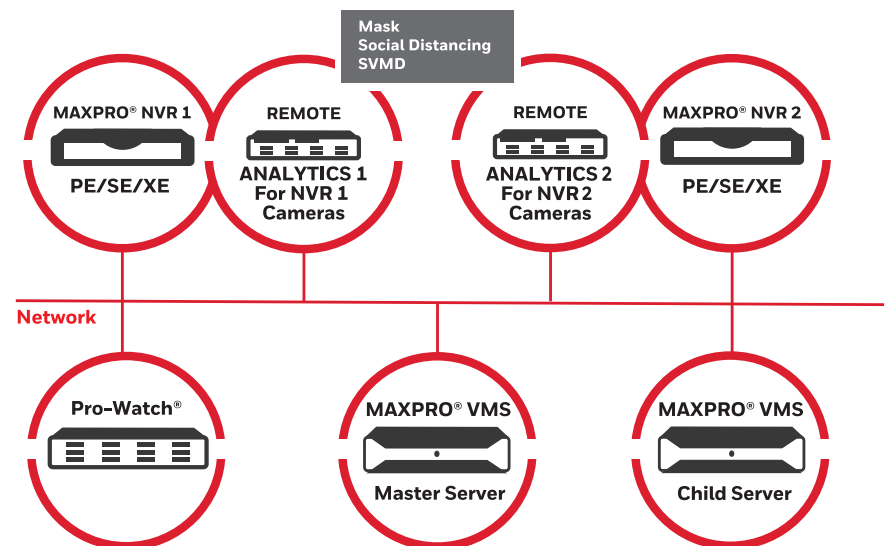 Mask
Social Distancing
SVMD
MAXPRO® NVR 1
PE/SE/XE
REMOTE
ANALYTICS 1
For NVR 1
Cameras
REMOTE
ANALYTICS 2
For NVR 2
Cameras
MAXPRO® NVR 2
PE/SE/XE
Network
Pro-Watch®
MAXPRO® VMS
Master Server
MAXPRO® VMS
Child Server